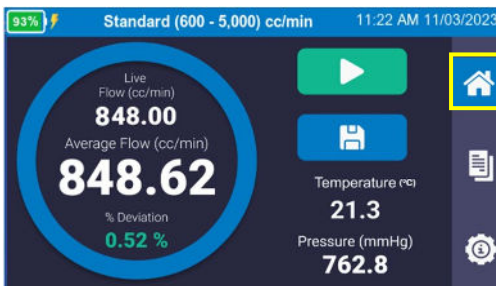 93%
Standard (600 - 5,000) cc/min
11:22 AM 11/03/2023
Live
Flow (cc/min)
848.00
Average Flow (cc/min)
848.62
% Deviation
0.52 %
Temperature (ºC)
21.3
Pressure (mmHg)
762.8